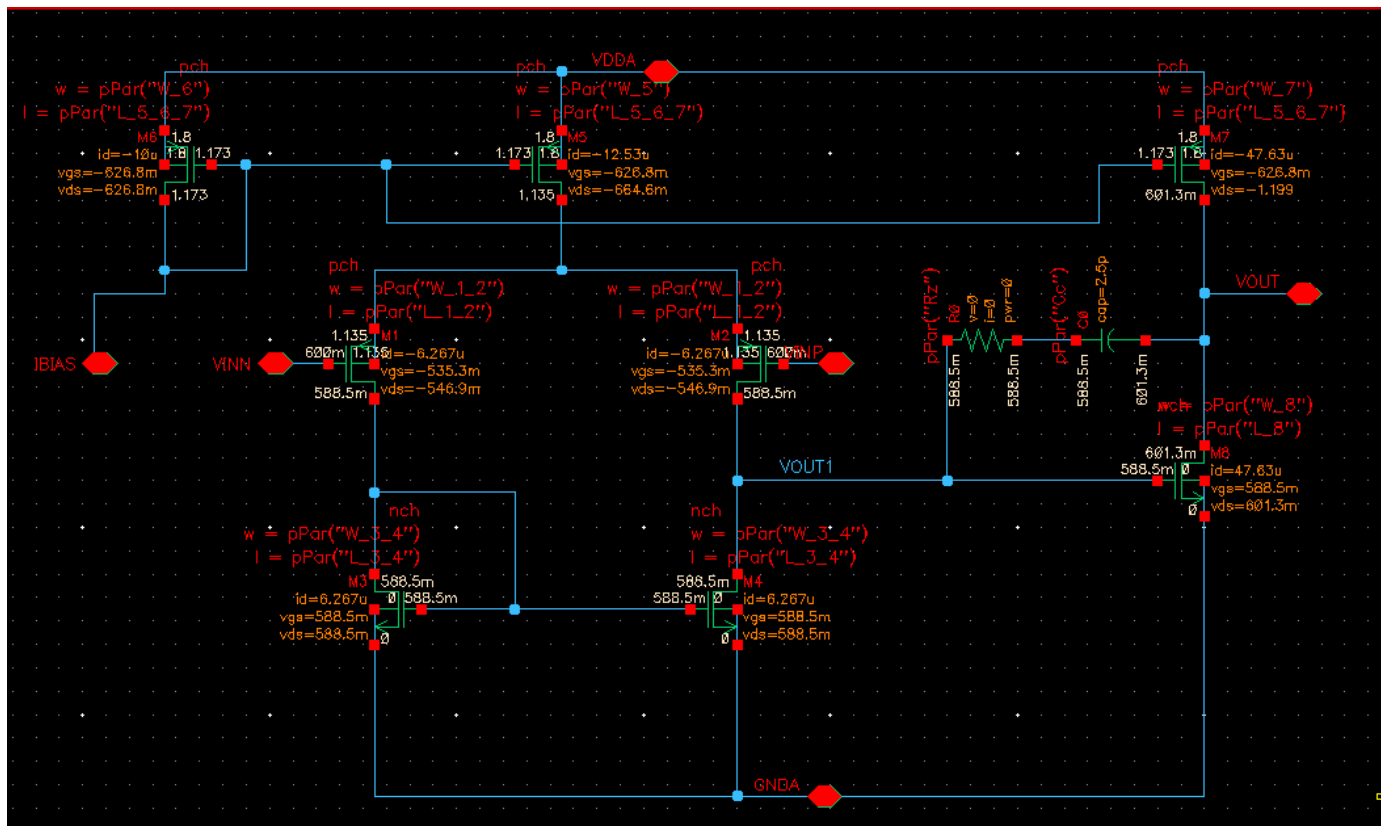 VDDA
pch
w = pPar("W_6")
l = pPar("L_5_6_7")
M6
1.8
1.8
1.173
id=-10u
vgs=-626.8m
vds=-626.8m
1.173
pch
w = pPar("W_5")
l = pPar("L_5_6_7")
1.8
M5
1.173
1.8
id=-12.53u
vgs=-626.8m
vds=-664.6m
1.135
pch
w = pPar("W_7")
l = pPar("L_5_6_7")
M7
1.8
1.173
1.8
id=-47.63u
vgs=-626.8m
vds=-1.199
601.3m
IBIAS
VINN
pch
w = pPar("W_1_2")
l = pPar("L_1_2")
1.135
M1
600m
1.135
id=-6.267u
vgs=-535.3m
vds=-546.9m
588.5m
pch
w = pPar("W_1_2")
l = pPar("L_1_2")
M2
1.135
1.135
600m
id=-6.267u
vgs=-535.3m
vds=-546.9m
588.5m
pPar("Rz")
R0
v=0
i=0
pwr=0
588.5m
588.5m
pPar("Cc")
C0
cap=2.5p
588.5m
601.3m
VOUT
VOUT1
= pPar("W_8")
l = pPar("L_8")
601.3m
M8
588.5m
0
id=47.63u
vgs=588.5m
vds=601.3m
0
nch
w = pPar("W_3_4")
l = pPar("L_3_4")
M3
588.5m
0
588.5m
id=6.267u
vgs=588.5m
vds=588.5m
0
nch
w = pPar("W_3_4")
l = pPar("L_3_4")
588.5m
M4
588.5m
0
id=6.267u
vgs=588.5m
vds=588.5m
0
GNDA